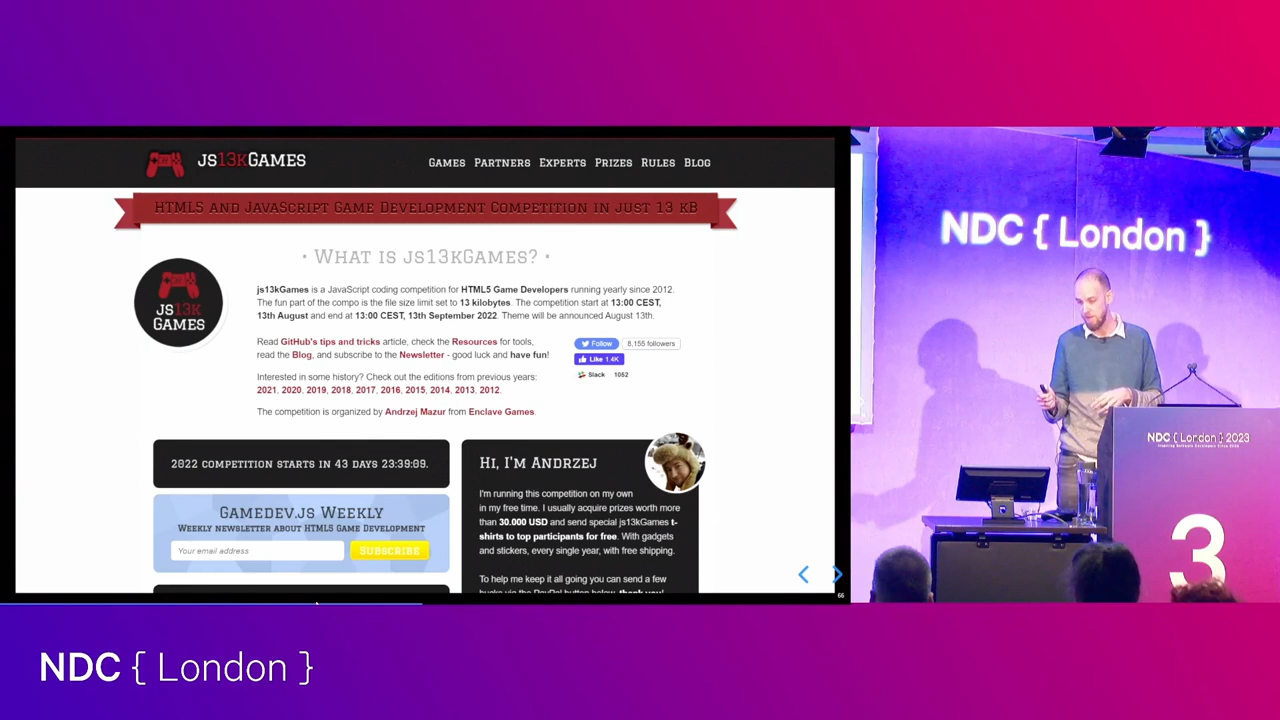 JS13KGAMES
GAMES PARTNERS EXPERTS PRIZES RULES BLOG
HTML5 AND JAVASCRIPT GAME DEVELOPMENT COMPETITION IN JUST 13 KB
• WHAT IS JS13KGAMES? •
JS13K
GAMES
js13kGames is a JavaScript coding competition for HTML5 Game Developers running yearly since 2012.
The fun part of the compo is the file size limit set to 13 kilobytes. The competition start at 13:00 CEST,
13th August and end at 13:00 CEST, 13th September 2022. Theme will be announced August 13th.
Read GitHub's tips and tricks article, check the Resources for tools,
read the Blog, and subscribe to the Newsletter - good luck and have fun!
Follow 8,155 followers
Like 1.4K
Slack 1052
Interested in some history? Check out the editions from previous years:
2021, 2020, 2019, 2018, 2017, 2016, 2015, 2014, 2013, 2012.
The competition is organized by Andrzej Mazur from Enclave Games.
2022 COMPETITION STARTS IN 43 DAYS 23:39:09.
GAMEDEV.JS WEEKLY
WEEKLY NEWSLETTER ABOUT HTML5 GAME DEVELOPMENT
Your email address
SUBSCRIBE
HI, I'M ANDRZEJ
I'm running this competition on my own
in my free time. I usually acquire prizes worth more
than 30.000 USD and send special js13kGames t-
shirts to top participants for free. With gadgets
and stickers, every single year, with free shipping.
To help me keep it all going you can send a few
bucks via the PayPal button below, thank you!
66
NDC { London }
NDC { London } 2023
3
NDC { London }